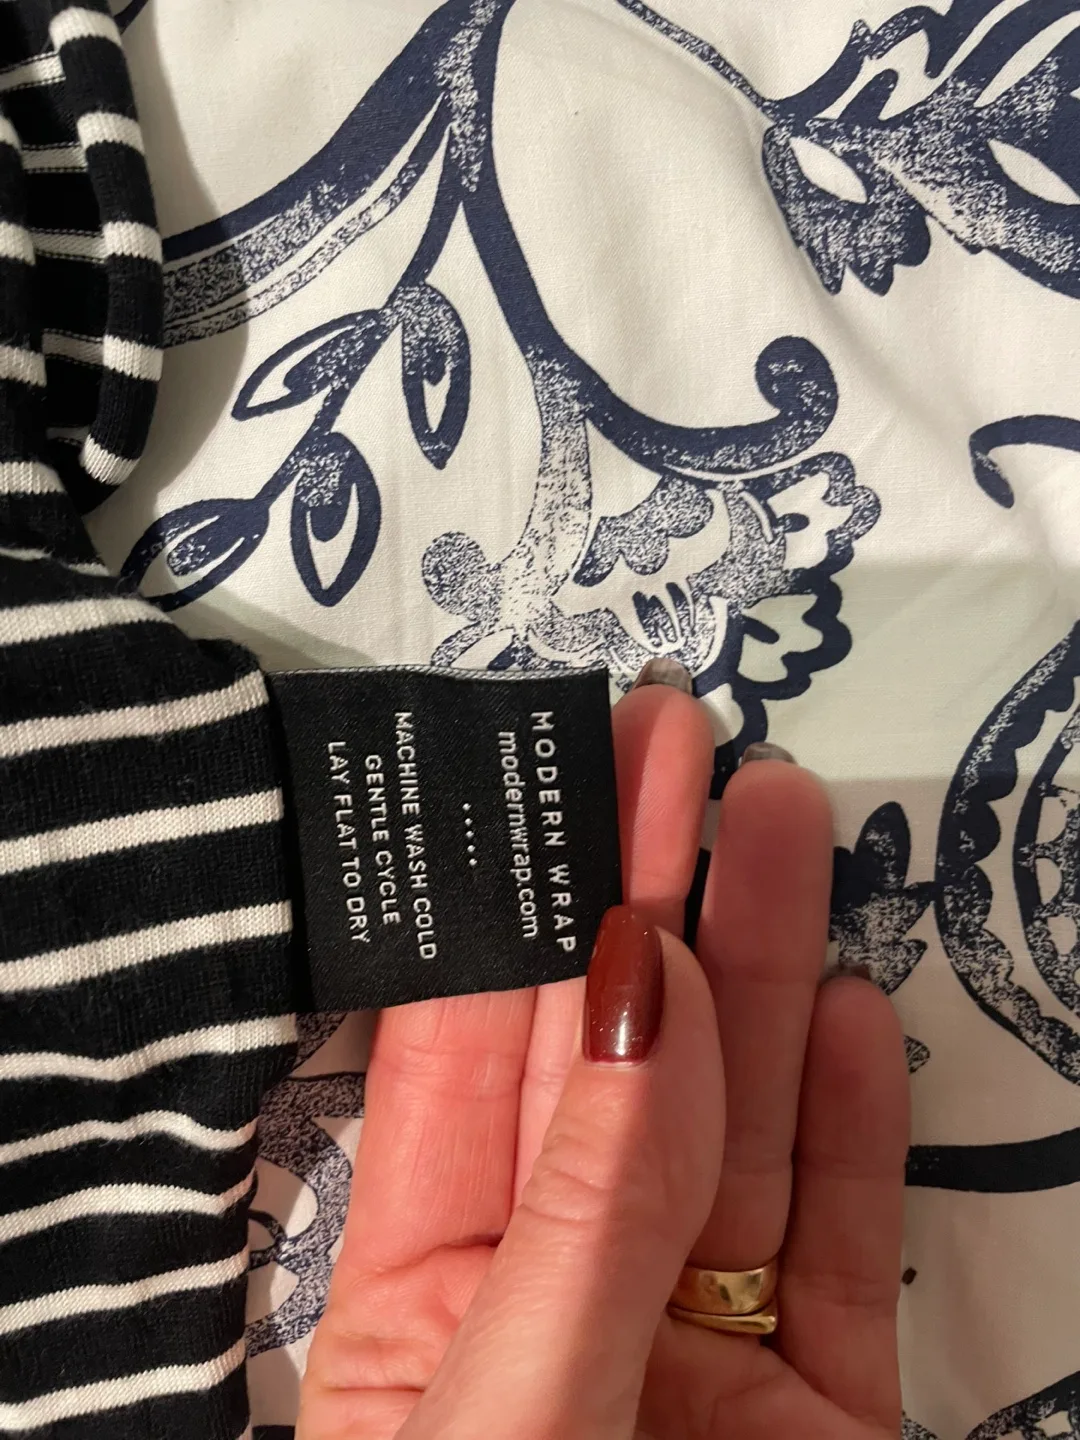 MODERN WRAP
modernwrap.com
......
MACHINE WASH COLD
GENTLE CYCLE
LAY FLAT TO DRY